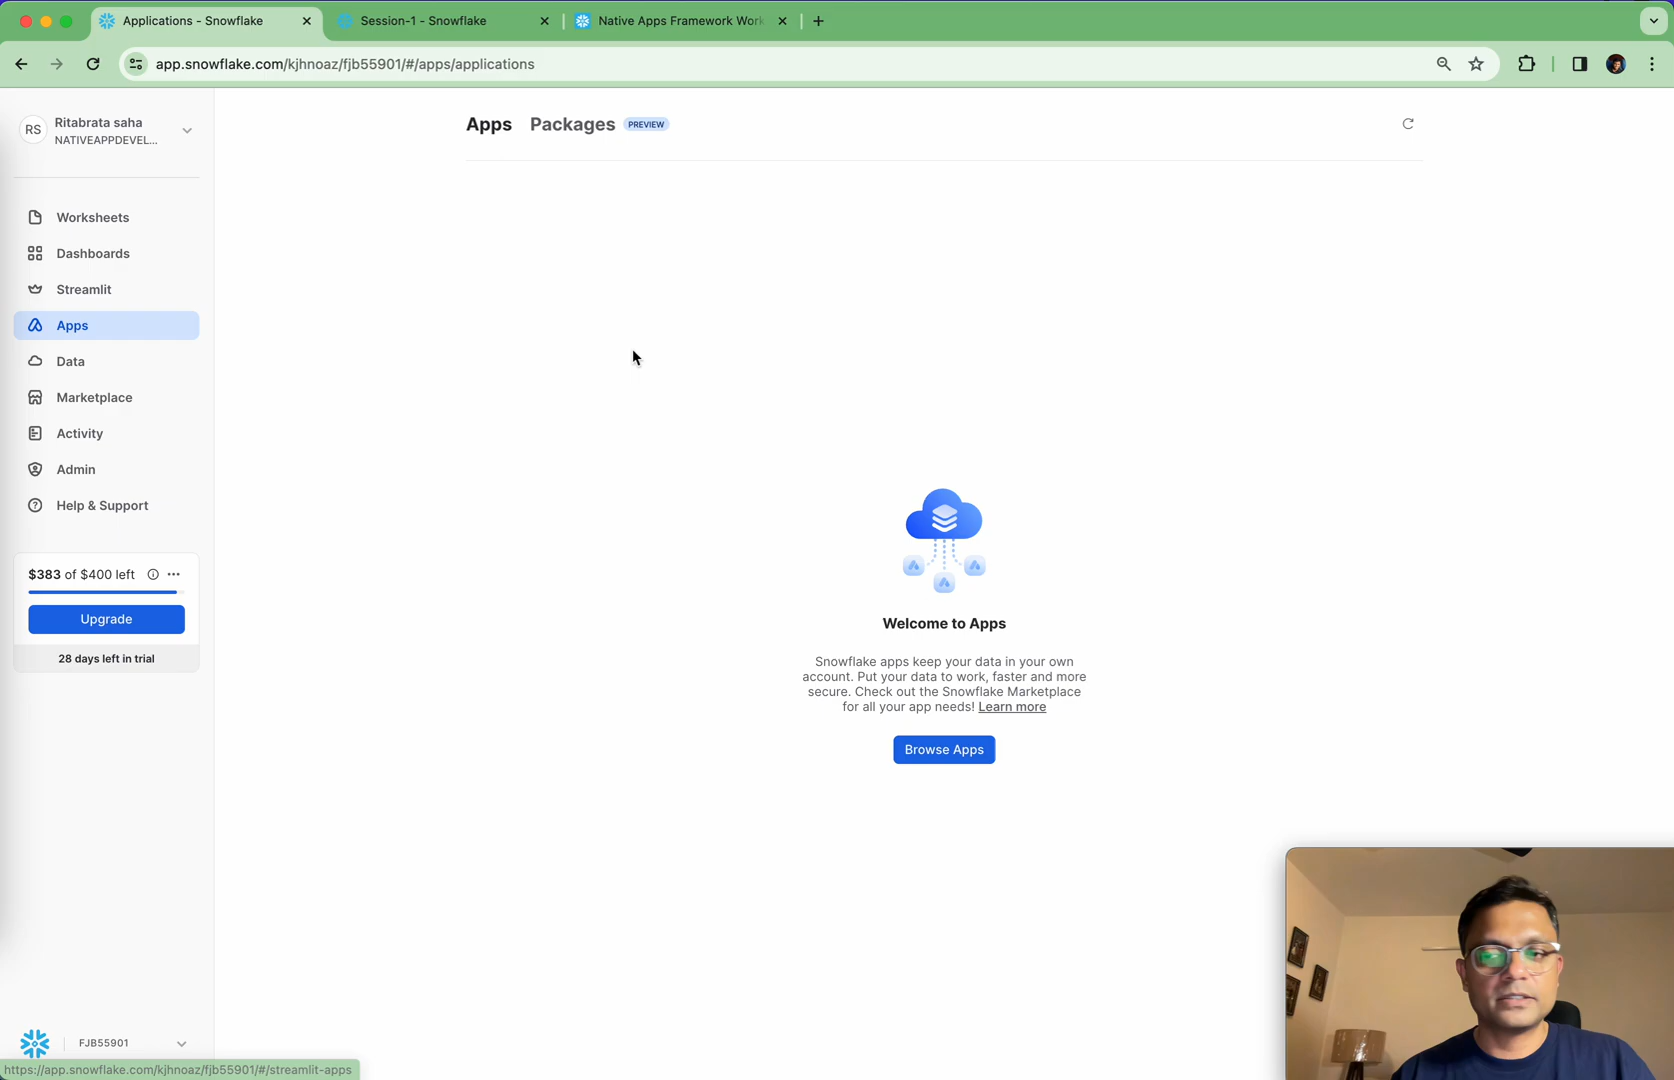 Applications - Snowflake
Session-1 - Snowflake
Native Apps Framework Work
app.snowflake.com/kjhnoaz/fjb55901/#/apps/applications
RS
Ritabrata saha
NATIVEAPPDEVEL...
Apps
Packages
PREVIEW
Worksheets
Dashboards
Streamlit
Apps
Data
Marketplace
Activity
Admin
Help & Support
$383 of $400 left
Upgrade
28 days left in trial
Welcome to Apps
Snowflake apps keep your data in your own
account. Put your data to work, faster and more
secure. Check out the Snowflake Marketplace
for all your app needs! Learn more
Browse Apps
FJB55901
https://app.snowflake.com/kjhnoaz/fjb55901/#/streamlit-apps